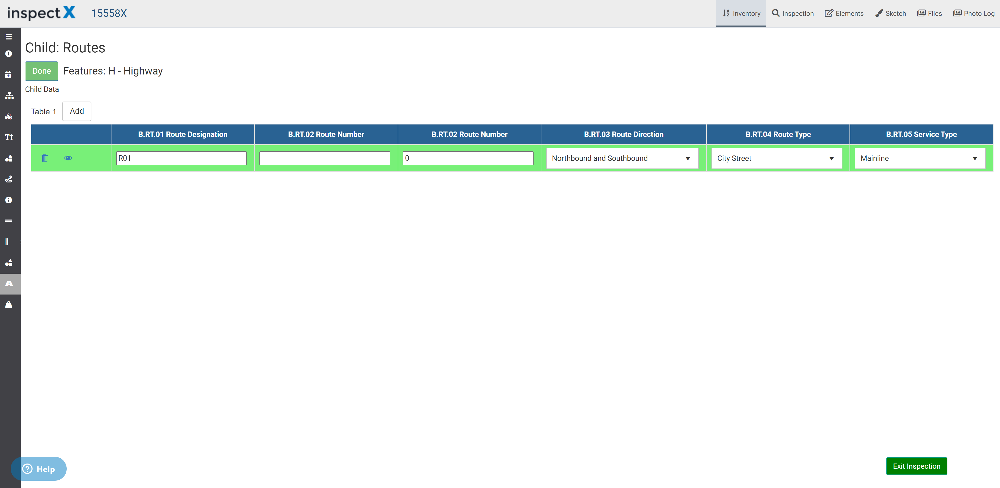 inspectX 15558X Inventory Inspection Elements Sketch Files Photo Log
Child: Routes
Done Features: H - Highway
Child Data
Table 1 Add
B.RT.01 Route Designation B.RT.02 Route Number B.RT.02 Route Number B.RT.03 Route Direction B.RT.04 Route Type B.RT.05 Service Type
R01 0 Northbound and Southbound City Street Mainline
Help
Exit Inspection